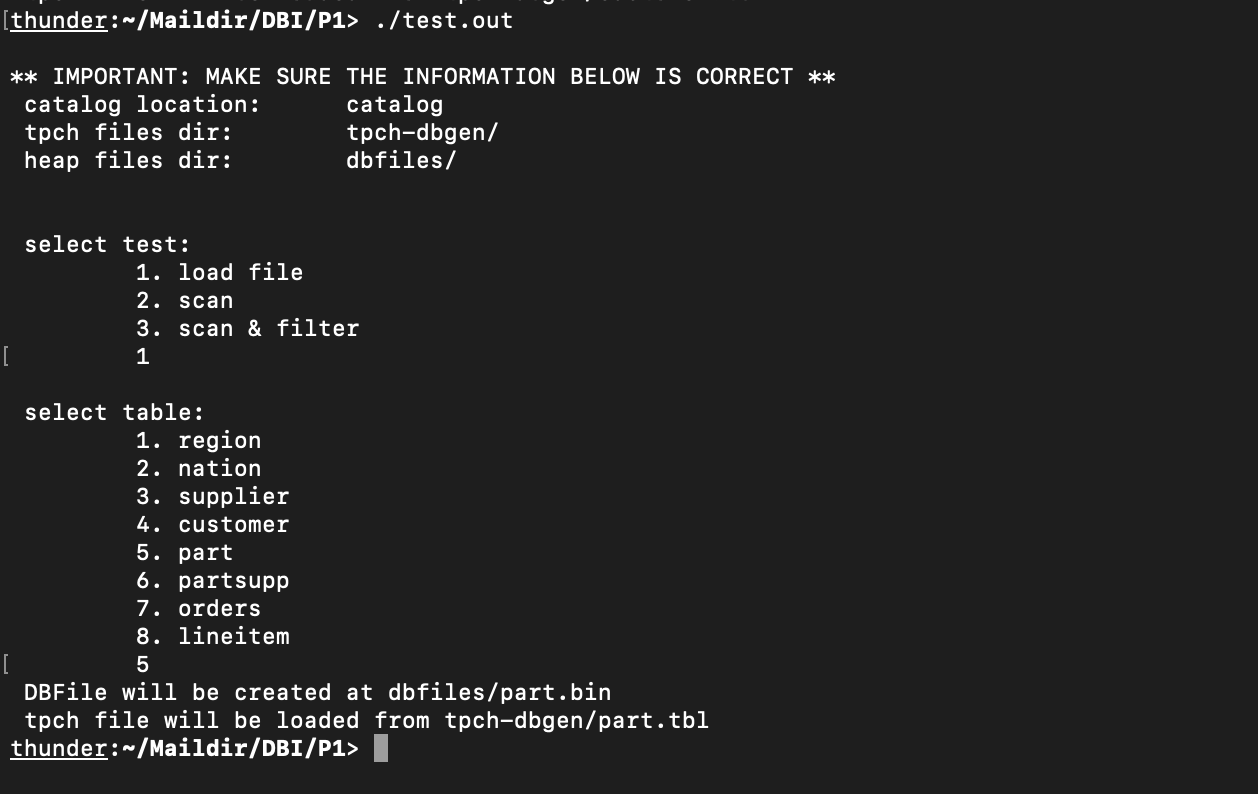 [thunder:~/Maildir/DBI/P1> ./test.out
** IMPORTANT: MAKE SURE THE INFORMATION BELOW IS CORRECT **
catalog location: catalog
tpch files dir: tpch-dbgen/
heap files dir: dbfiles/
select test:
1. load file
2. scan
3. scan & filter
[ 1
select table:
1. region
2. nation
3. supplier
4. customer
5. part
6. partsupp
7. orders
8. lineitem
[ 5
DBFile will be created at dbfiles/part.bin
tpch file will be loaded from tpch-dbgen/part.tbl
thunder:~/Maildir/DBI/P1>